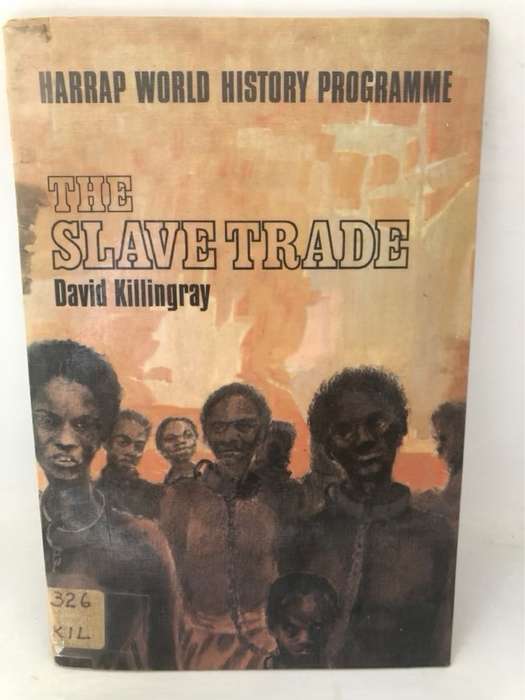 HARRAP WORLD HISTORY PROGRAMME
THE
SLAVE TRADE
David Killingray
326
KIL